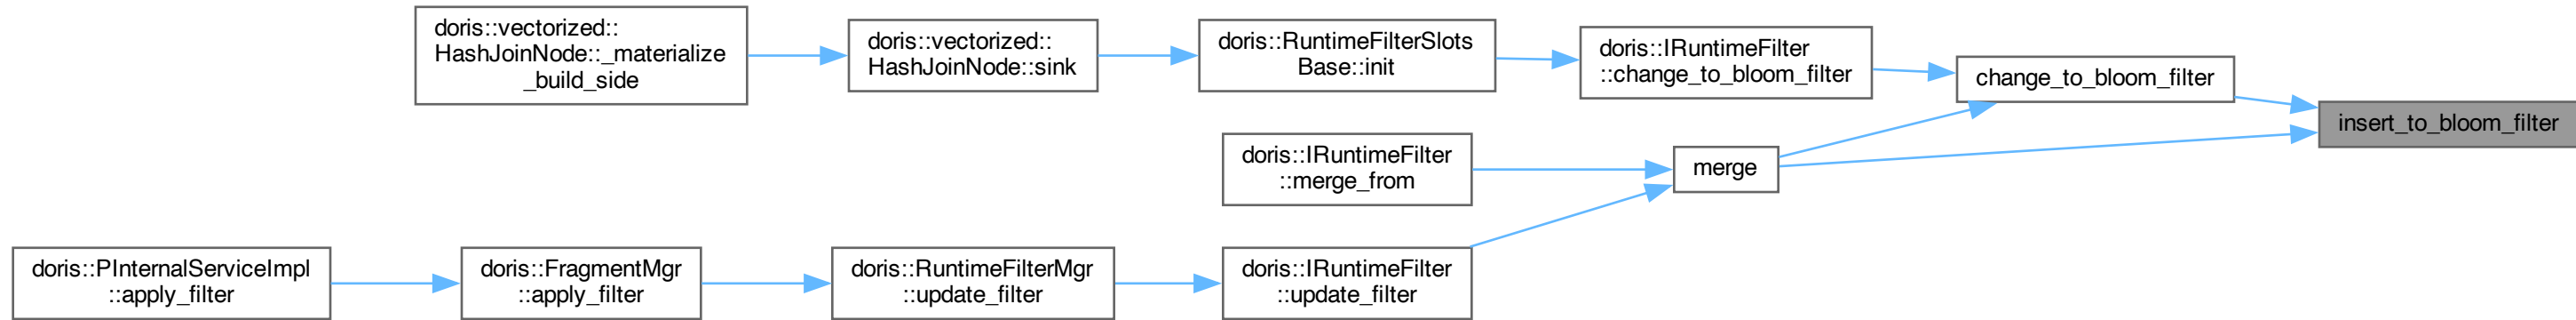 doris::vectorized::
HashJoinNode::_materialize
_build_side
doris::vectorized::
HashJoinNode::sink
doris::RuntimeFilterSlots
Base::init
doris::IRuntimeFilter
::change_to_bloom_filter
change_to_bloom_filter
insert_to_bloom_filter
doris::IRuntimeFilter
::merge_from
merge
doris::PInternalServiceImpl
::apply_filter
doris::FragmentMgr
::apply_filter
doris::RuntimeFilterMgr
::update_filter
doris::IRuntimeFilter
::update_filter